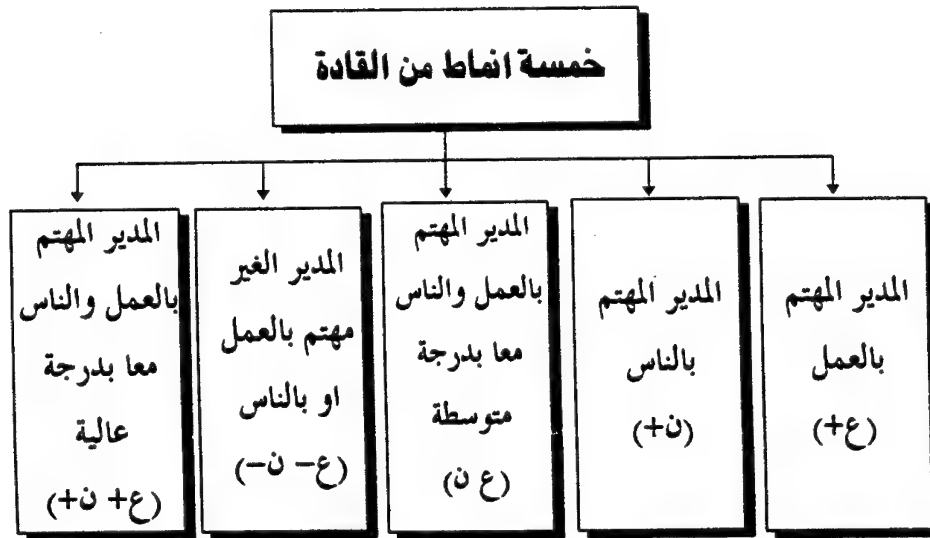 خمسة انماط من القادة
المدير المهتم
بالعمل
(ع+)
المدير المهتم
بالناس
(ن+)
المدير المهتم
بالعمل والناس
معا بدرجة
متوسطة
(ع ن)
المدير الغير
مهتم بالعمل
او بالناس
(ع- ن-)
المدير المهتم
بالعمل والناس
معا بدرجة
عالية
(ع+ ن+)